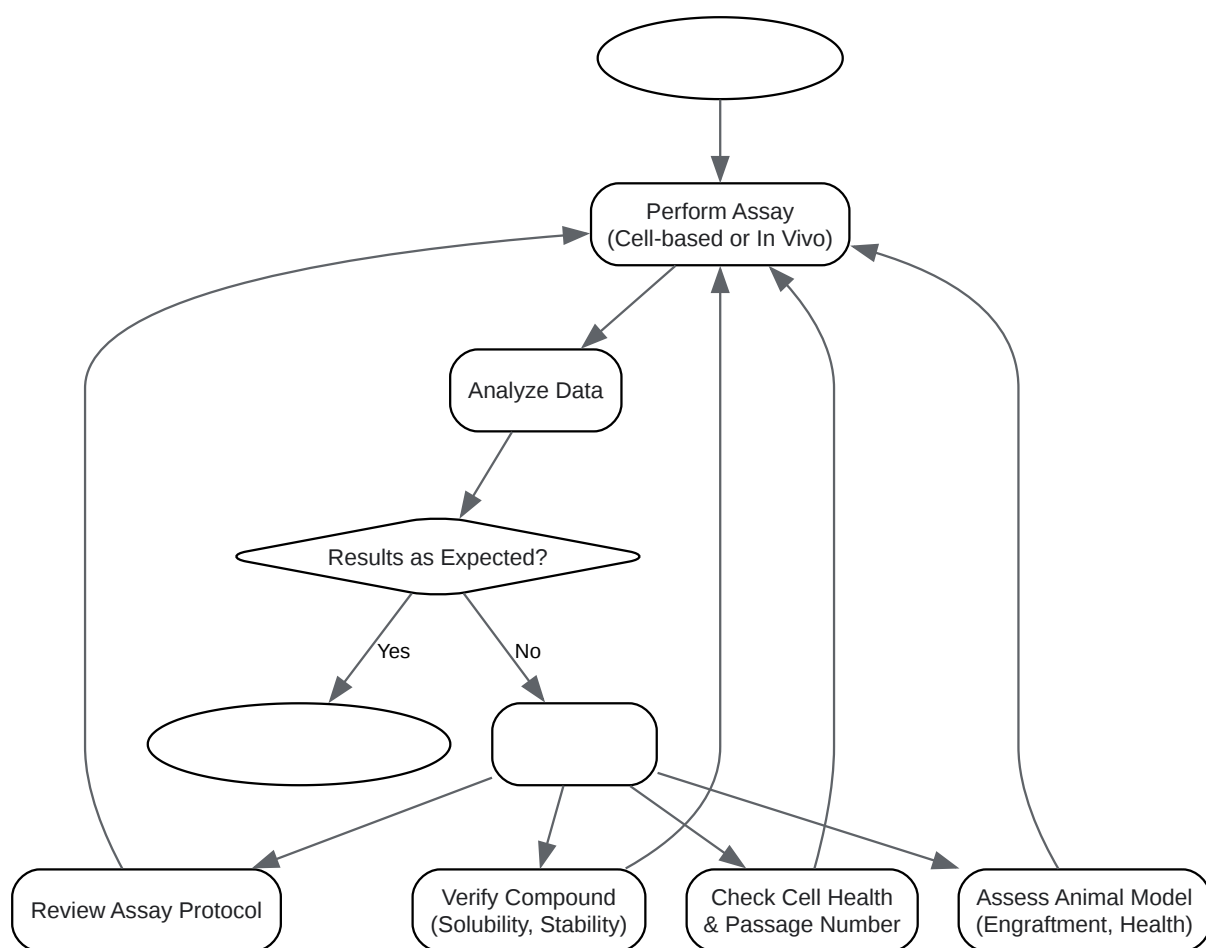 Perform Assay
(Cell-based or In Vivo)
Analyze Data
Results as Expected?
Yes
No
Review Assay Protocol
Verify Compound
(Solubility, Stability)
Check Cell Health
& Passage Number
Assess Animal Model
(Engraftment, Health)